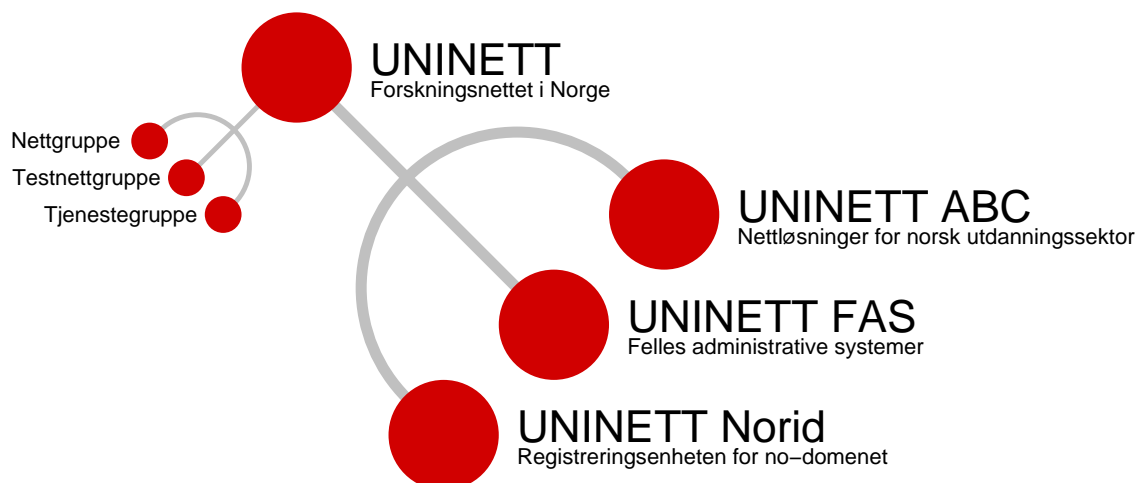 UNINETT
Forskningsnettet i Norge
Nettgruppe
Testnettgruppe
Tjenestegruppe
UNINETT ABC
Nettløsninger for norsk utdanningssektor
UNINETT FAS
Felles administrative systemer
UNINETT Norid
Registreringsenheten for no−domenet